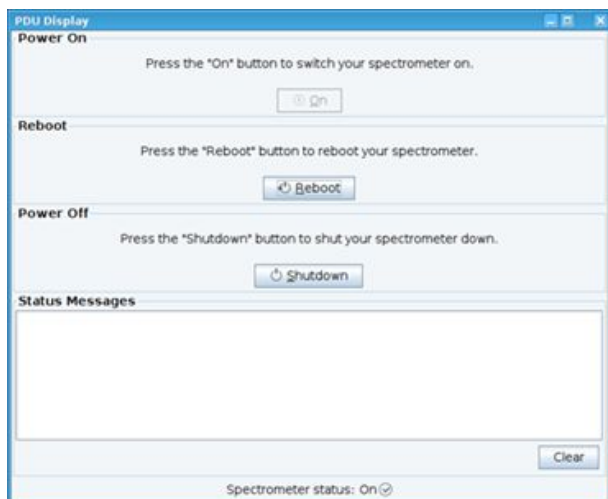 PDU Display
Power On
Press the "On" button to switch your spectrometer on.
On
Reboot
Press the "Reboot" button to reboot your spectrometer.
Reboot
Power Off
Press the "Shutdown" button to shut your spectrometer down.
Shutdown
Status Messages
Clear
Spectrometer status: On